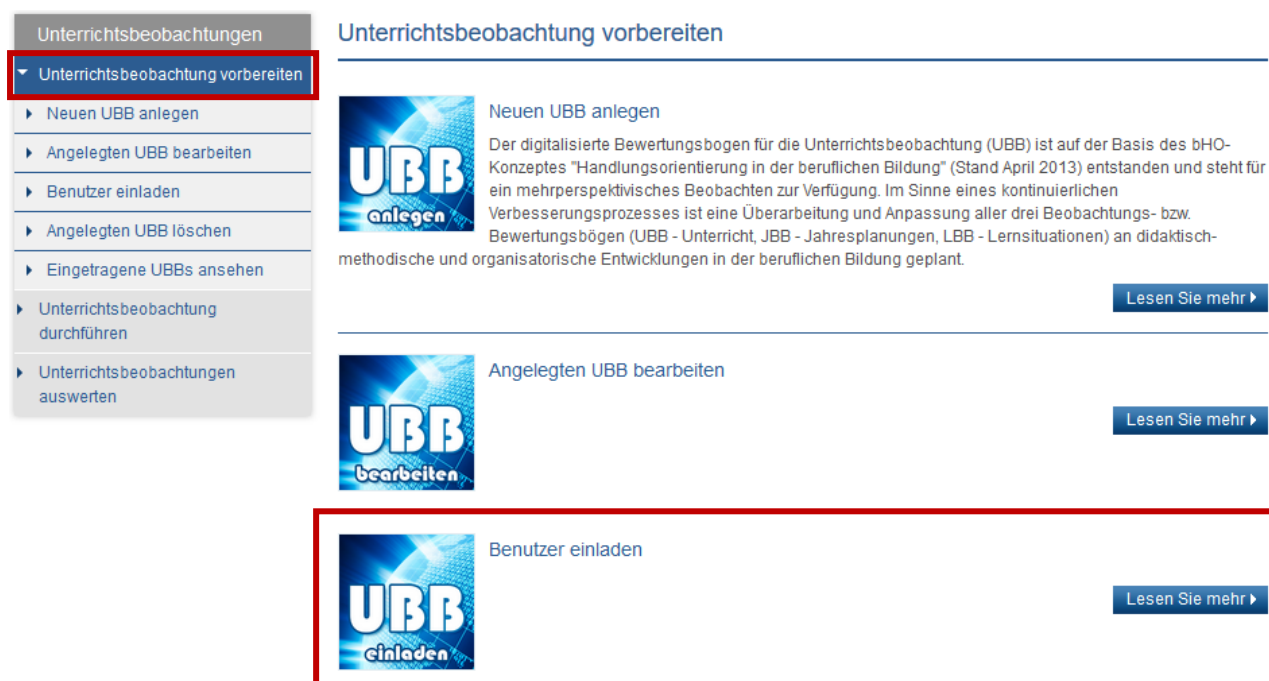 Unterrichtsbeobachtungen
Unterrichtsbeobachtung vorbereiten
Neuen UBB anlegen
Angelegten UBB bearbeiten
Benutzer einladen
Angelegten UBB löschen
Eingetragene UBBs ansehen
Unterrichtsbeobachtung
durchführen
Unterrichtsbeobachtungen
auswerten
Unterrichtsbeobachtung vorbereiten
UBB
anlegen
Neuen UBB anlegen
Der digitalisierte Bewertungsbogen für die Unterrichtsbeobachtung (UBB) ist auf der Basis des bHO-
Konzeptes "Handlungsorientierung in der beruflichen Bildung" (Stand April 2013) entstanden und steht für
ein mehrperspektivisches Beobachten zur Verfügung. Im Sinne eines kontinuierlichen
Verbesserungsprozesses ist eine Überarbeitung und Anpassung aller drei Beobachtungs- bzw.
Bewertungsbögen (UBB - Unterricht, JBB - Jahresplanungen, LBB - Lernsituationen) an didaktisch-
methodische und organisatorische Entwicklungen in der beruflichen Bildung geplant.
Lesen Sie mehr
UBB
bearbeiten
Angelegten UBB bearbeiten
Lesen Sie mehr
UBB
einladen
Benutzer einladen
Lesen Sie mehr